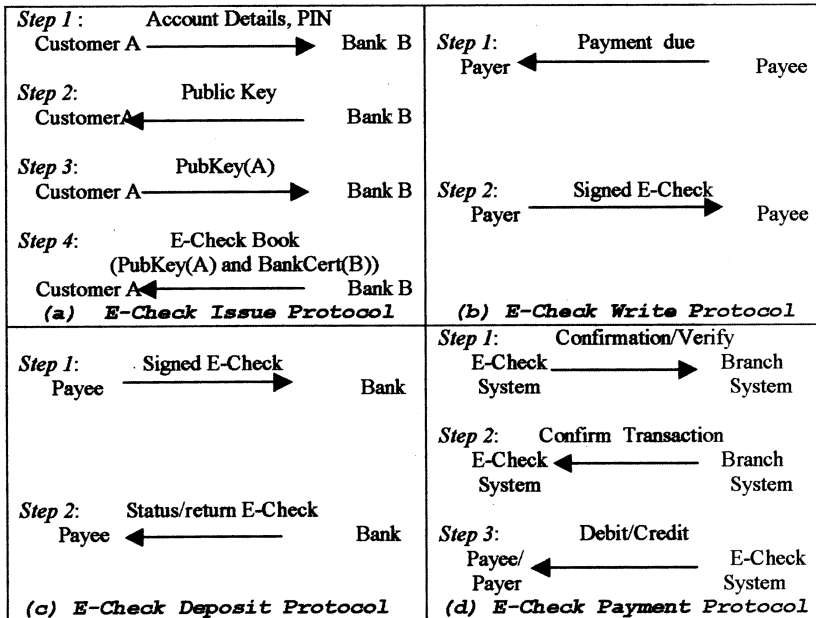 Step 1 : Account Details, PIN
Customer A Bank B
Step 2: Public Key
CustomerA Bank B
Step 3: PubKey(A)
Customer A Bank B
Step 4: E-Check Book
(PubKey(A) and BankCert(B))
Customer A Bank B
(a) E-Check Issue Protocol
Step 1: Payment due
Payer Payee
Step 2: Signed E-Check
Payer Payee
(b) E-Check Write Protocol
Step 1: Signed E-Check
Payee Bank
Step 2: Status/return E-Check
Payee Bank
(c) E-Check Deposit Protocol
Step 1: Confirmation/Verify
E-Check Branch
System System
Step 2: Confirm Transaction
E-Check Branch
System System
Step 3: Debit/Credit
Payee/ E-Check
Payer System
(d) E-Check Payment Protocol